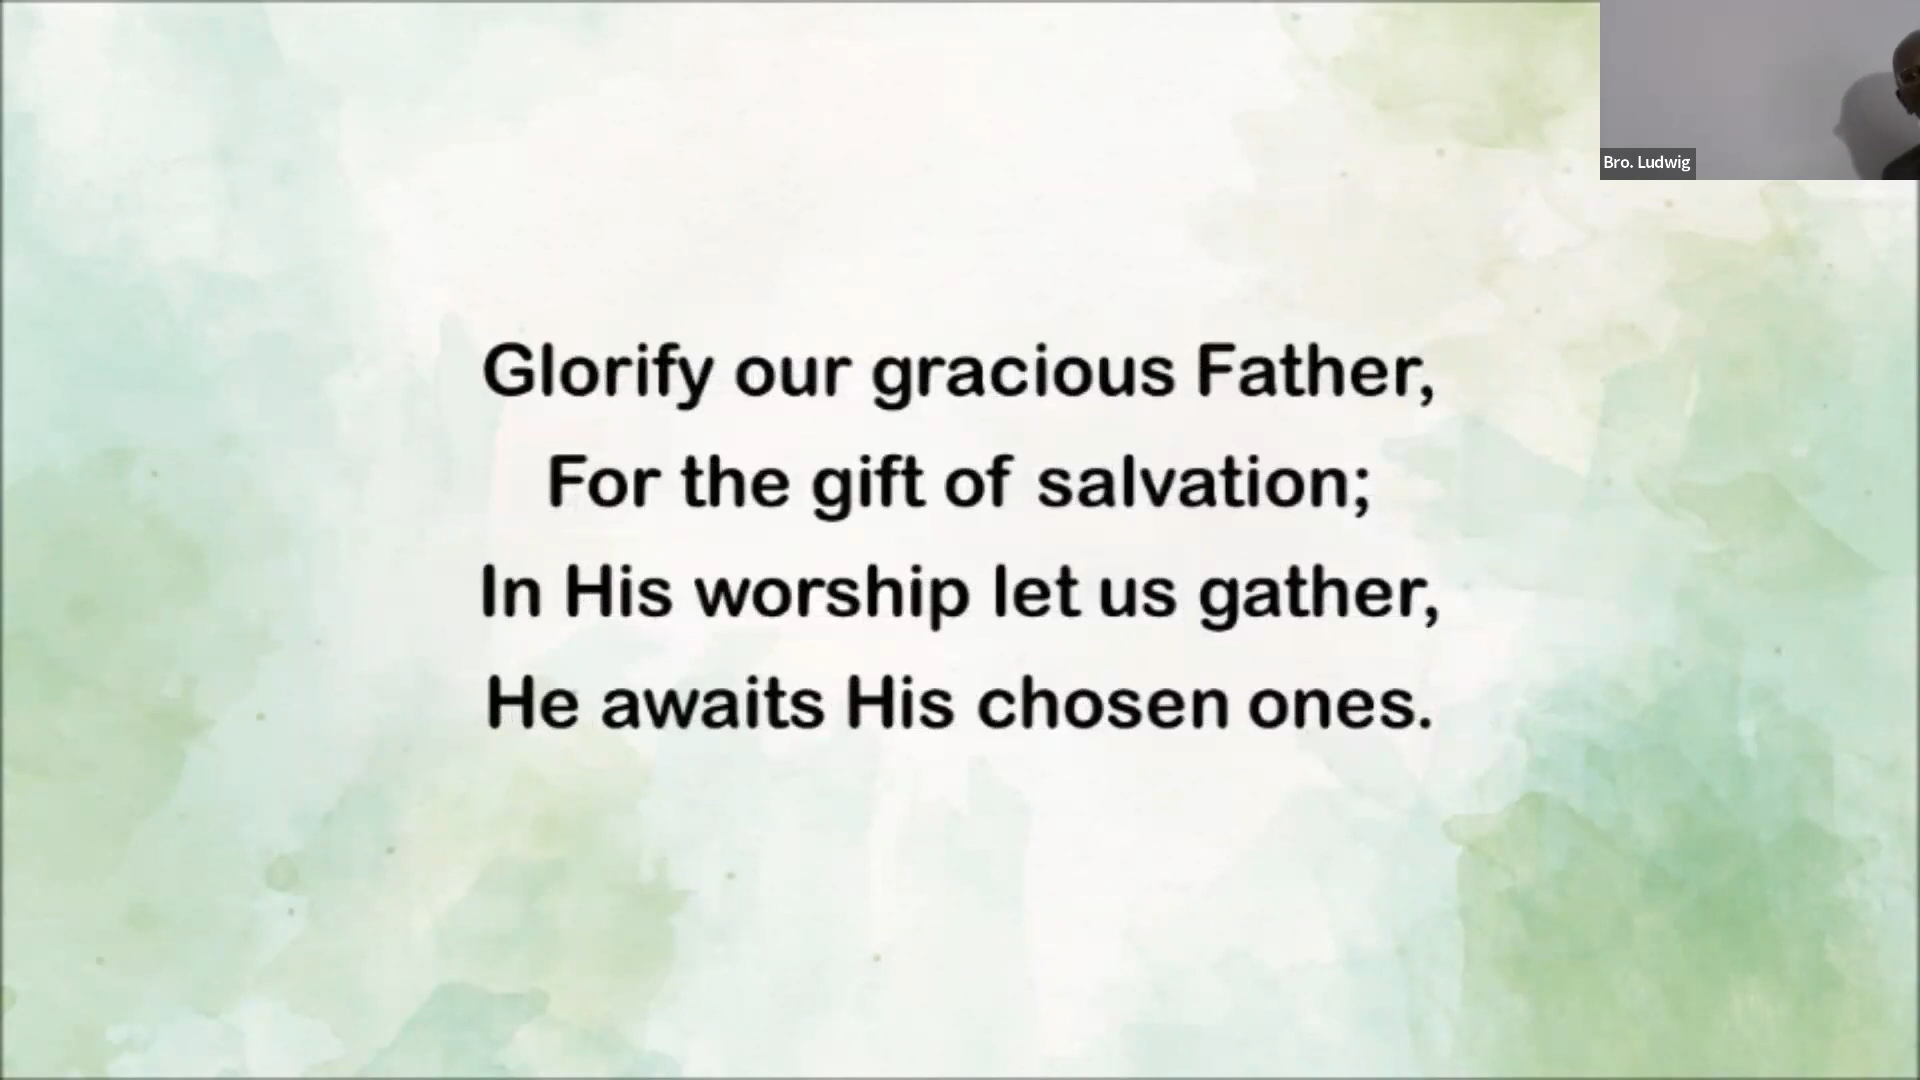 Bro. Ludwig
Glorify our gracious Father,
For the gift of salvation;
In His worship let us gather,
He awaits His chosen ones.